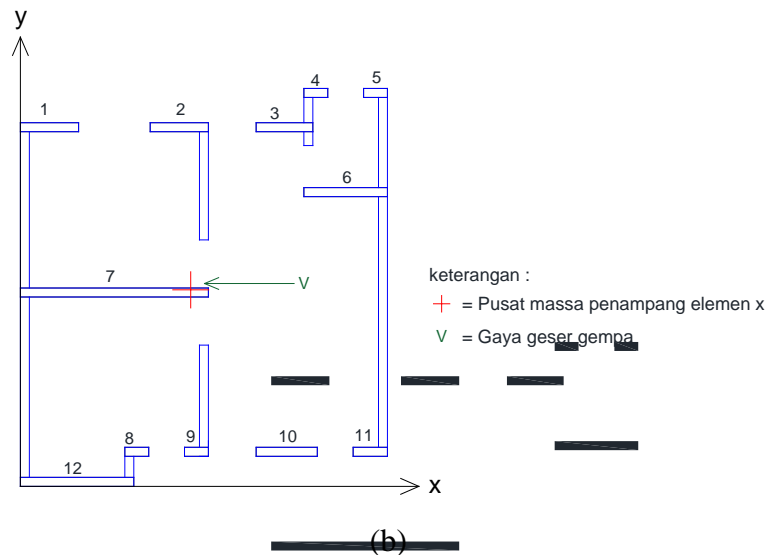 y
4 5
1 2 3
6
7
V
keterangan :
= Pusat massa penampang elemen x
V = Gaya geser gempa
8 9 10 11
12
x
(b)